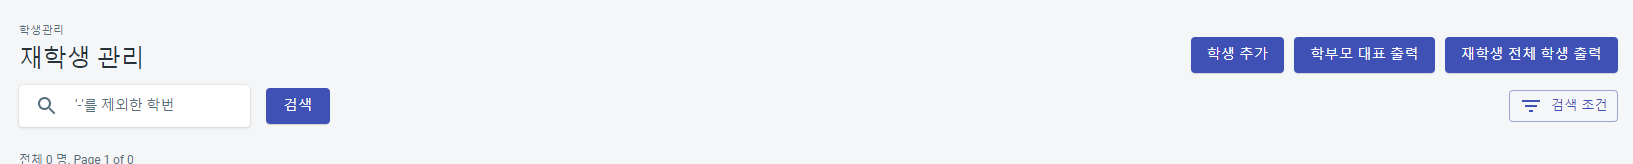 학생관리
재학생 관리
학생 추가
학부모 대표 출력
재학생 전체 학생 출력
'-'를 제외한 학번
검색
검색 조건
전체 0 명, Page 1 of 0